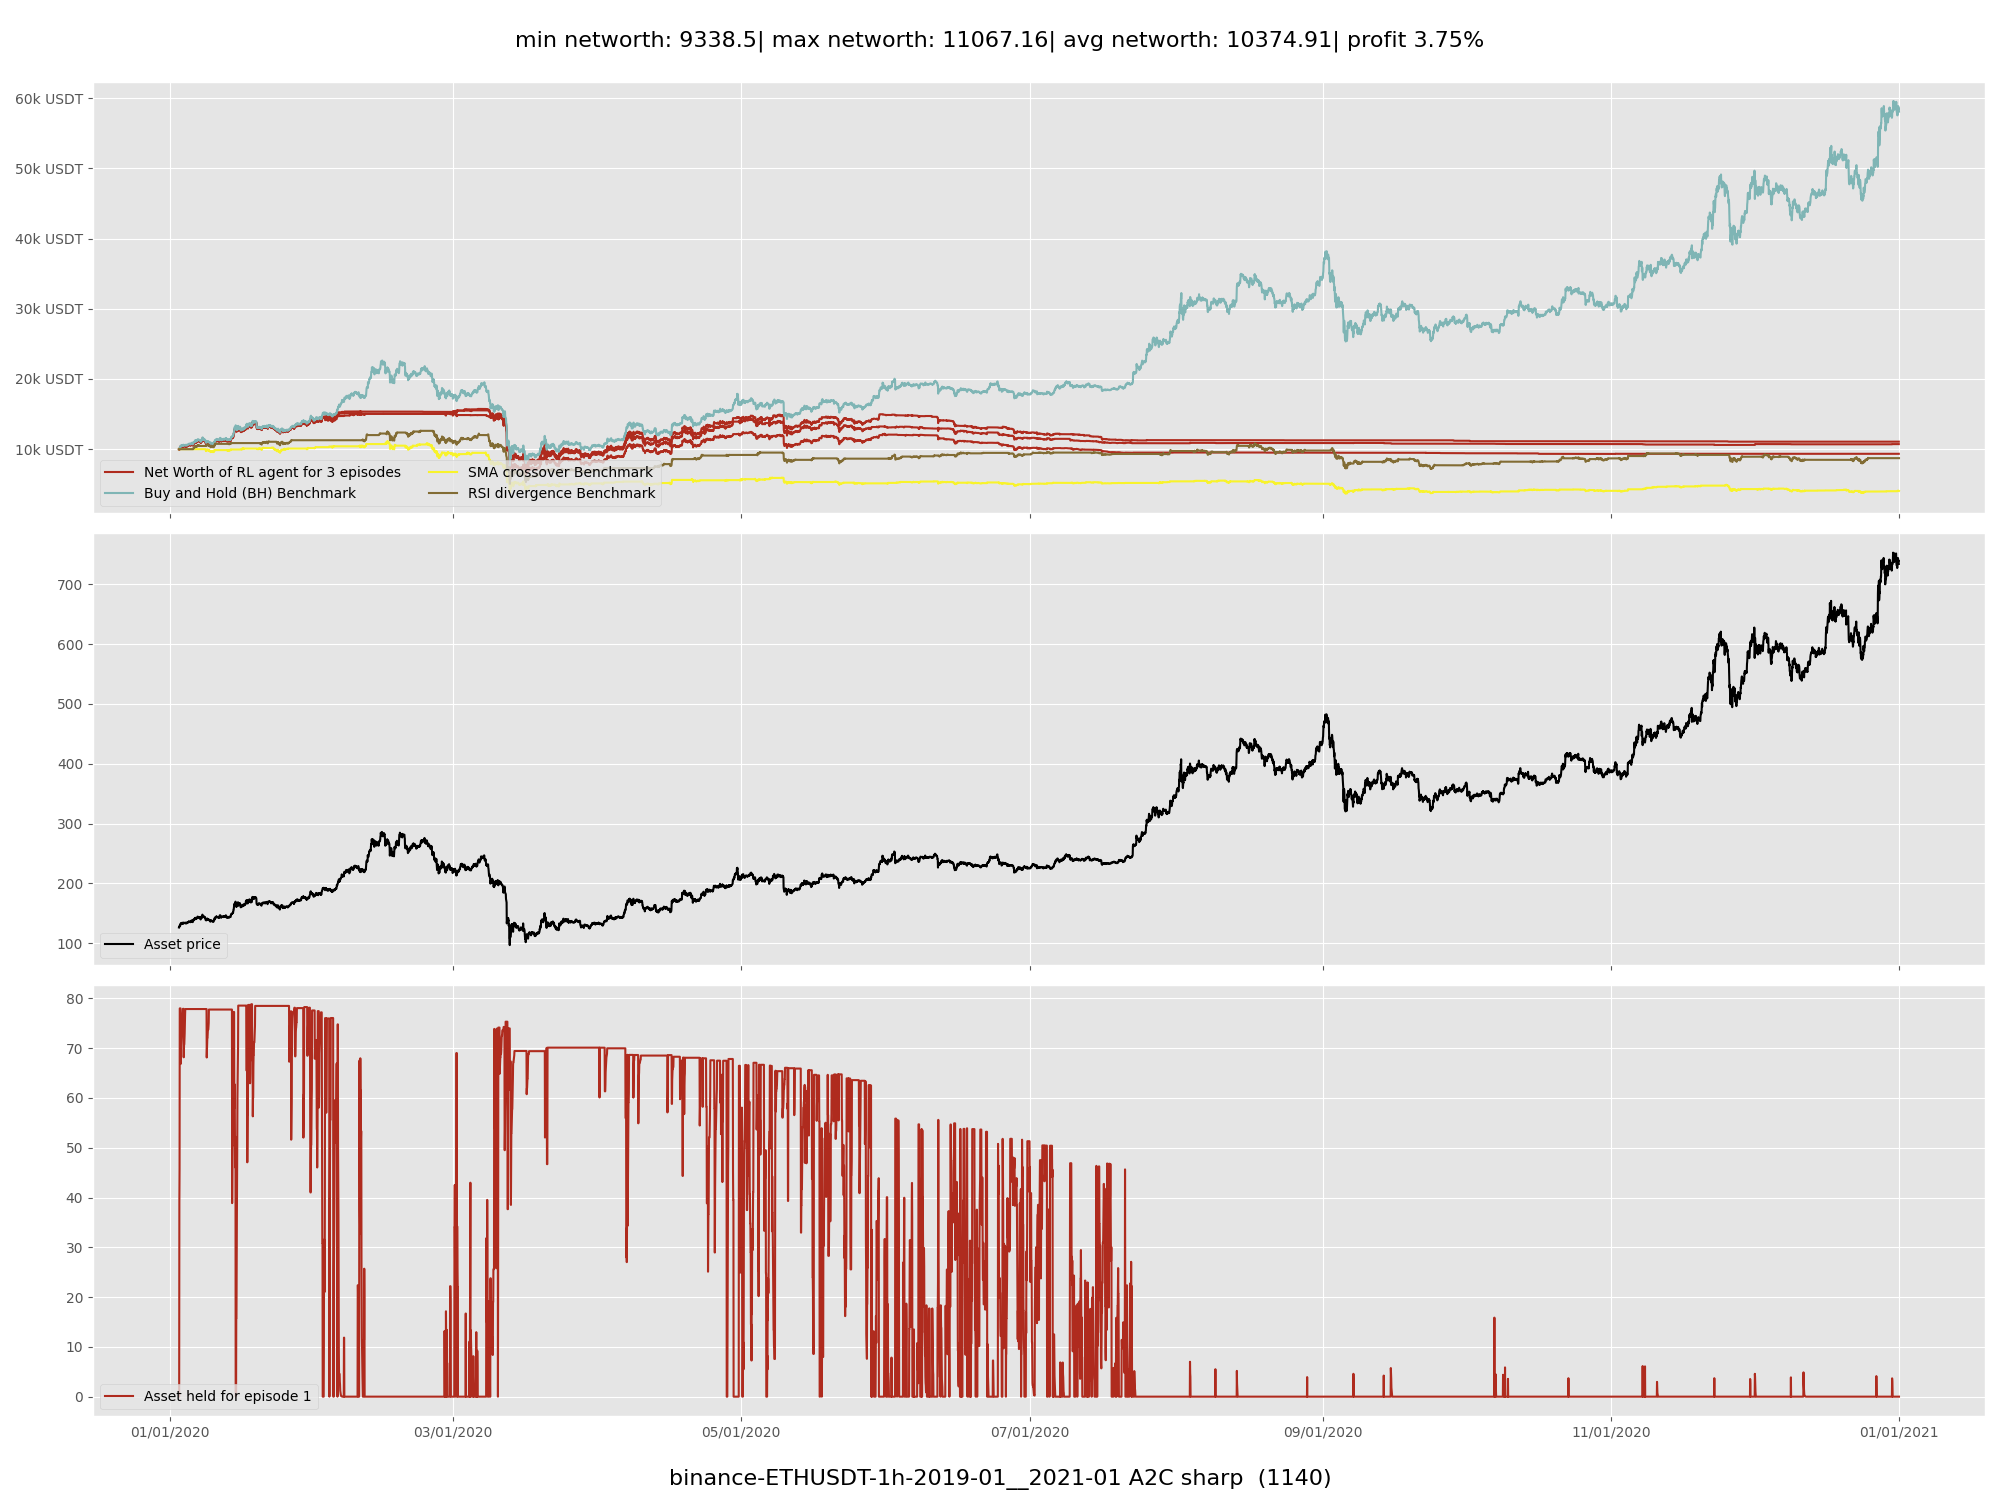 min networth: 9338.5| max networth: 11067.16| avg networth: 10374.91| profit 3.75%
60k USDT
50k USDT
40k USDT
30k USDT
20k USDT
10k USDT
Net Worth of RL agent for 3 episodes
Buy and Hold (BH) Benchmark
SMA crossover Benchmark
RSI divergence Benchmark
700
600
500
400
300
200
100
Asset price
80
70
60
50
40
30
20
10
0
Asset held for episode 1
01/01/2020
03/01/2020
05/01/2020
07/01/2020
09/01/2020
11/01/2020
01/01/2021
binance-ETHUSDT-1h-2019-01__2021-01 A2C sharp (1140)